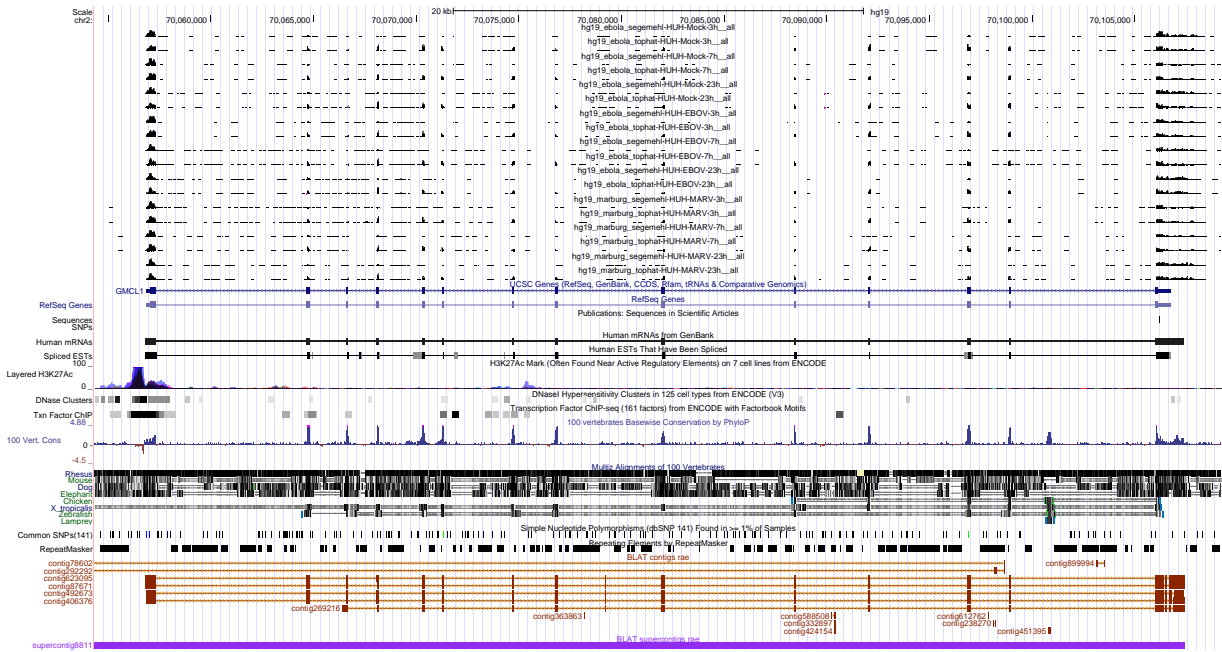 Scale 20 kb hg19
chr2: 70,060,000 70,065,000 70,070,000 70,075,000 70,080,000 70,085,000 70,090,000 70,095,000 70,100,000 70,105,000
hg19_ebola_segemehl-HUH-Mock-3h__all
hg19_ebola_tophat-HUH-Mock-3h__all
hg19_ebola_segemehl-HUH-Mock-7h__all
hg19_ebola_tophat-HUH-Mock-7h__all
hg19_ebola_segemehl-HUH-Mock-23h__all
hg19_ebola_tophat-HUH-Mock-23h__all
hg19_ebola_segemehl-HUH-EBOV-3h__all
hg19_ebola_tophat-HUH-EBOV-3h__all
hg19_ebola_segemehl-HUH-EBOV-7h__all
hg19_ebola_tophat-HUH-EBOV-7h__all
hg19_ebola_segemehl-HUH-EBOV-23h__all
hg19_ebola_tophat-HUH-EBOV-23h__all
hg19_marburg_segemehl-HUH-MARV-3h__all
hg19_marburg_tophat-HUH-MARV-3h__all
hg19_marburg_segemehl-HUH-MARV-7h__all
hg19_marburg_tophat-HUH-MARV-7h__all
hg19_marburg_segemehl-HUH-MARV-23h__all
hg19_marburg_tophat-HUH-MARV-23h__all
UCSC Genes (RefSeq, GenBank, CCDS, Rfam, tRNAs & Comparative Genomics)
GMCL1
RefSeq Genes
RefSeq Genes
Publications: Sequences in Scientific Articles
Sequences
SNPs
Human mRNAs from GenBank
Human mRNAs
Human ESTs That Have Been Spliced
Spliced ESTs
H3K27Ac Mark (Often Found Near Active Regulatory Elements) on 7 cell lines from ENCODE
100
Layered H3K27Ac
0
DNaseI Hypersensitivity Clusters in 125 cell types from ENCODE (V3)
DNase Clusters
Transcription Factor ChIP-seq (161 factors) from ENCODE with Factorbook Motifs
Txn Factor ChIP
100 vertebrates Basewise Conservation by PhyloP
4.88
100 Vert. Cons
0
-4.5
Multiz Alignments of 100 Vertebrates
Rhesus
Mouse
Dog
Elephant
Chicken
X_tropicalis
Zebrafish
Lamprey
Simple Nucleotide Polymorphisms (dbSNP 141) Found in >= 1% of Samples
Common SNPs(141)
Repeating Elements by RepeatMasker
RepeatMasker
BLAT contigs rae
contig78602 contig899994
contig292292
contig623095
contig87671
contig492673
contig406376
contig269216
contig363863 contig588508 contig612762
contig332897 contig238270
contig424154 contig451395
BLAT supercontigs rae
supercontig8811